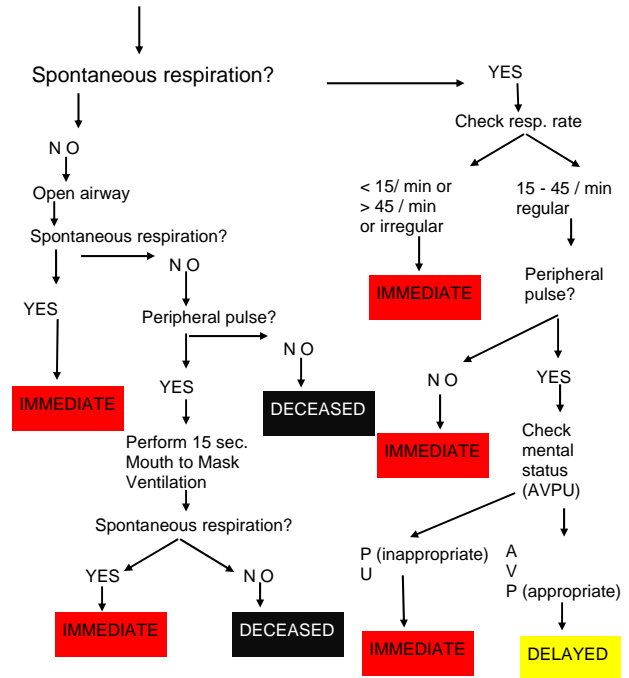 Spontaneous respiration?
YES
Check resp. rate
N O
Open airway
< 15/ min or
> 45 / min
or irregular
15 - 45 / min
regular
Spontaneous respiration?
N O
IMMEDIATE
Peripheral
pulse?
YES
Peripheral pulse?
N O
YES
N O
YES
IMMEDIATE
DECEASED
IMMEDIATE
Perform 15 sec.
Mouth to Mask
Ventilation
Check
mental
status
(AVPU)
Spontaneous respiration?
P (inappropriate)
U
A
V
P (appropriate)
YES
N O
IMMEDIATE
DECEASED
IMMEDIATE
DELAYED